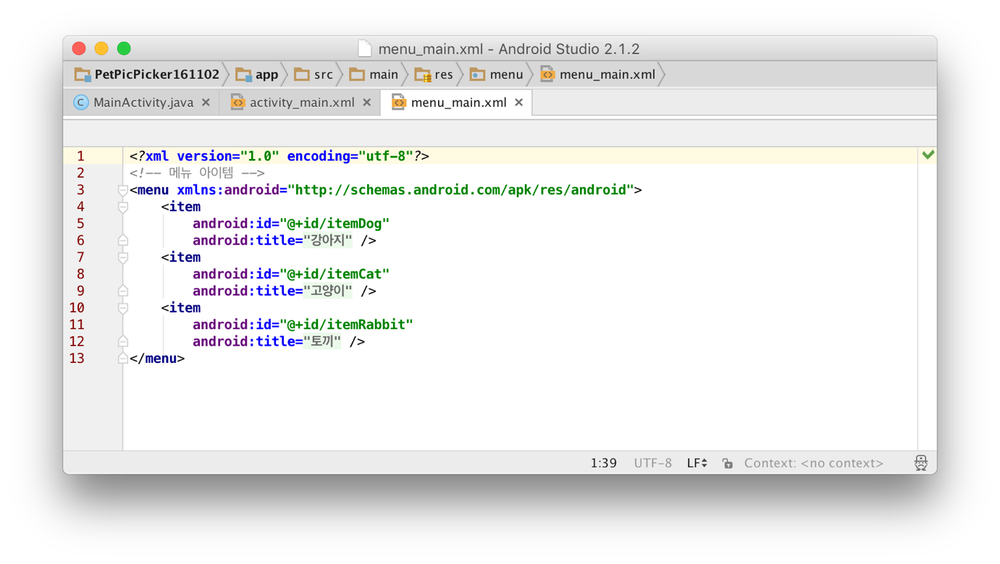 menu_main.xml - Android Studio 2.1.2
PetPicPicker161102 app src main res menu menu_main.xml
MainActivity.java activity_main.xml menu_main.xml
1 <?xml version="1.0" encoding="utf-8"?>
2 <!-- 메뉴 아이템 -->
3 <menu xmlns:android="http://schemas.android.com/apk/res/android">
4     <item
5         android:id="@+id/itemDog"
6         android:title="강아지" />
7     <item
8         android:id="@+id/itemCat"
9         android:title="고양이" />
10     <item
11         android:id="@+id/itemRabbit"
12         android:title="토끼" />
13 </menu>
1:39 UTF-8 LF Context: <no context>